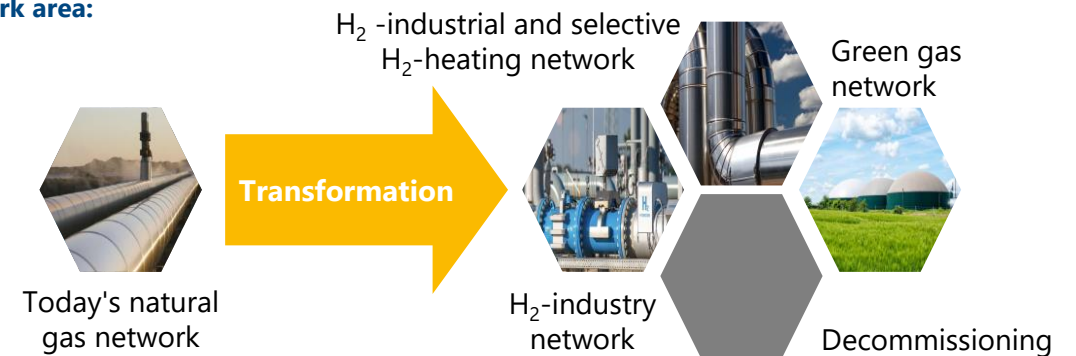 rk area:
H₂ -industrial and selective
H₂-heating network
Green gas
network
Transformation
Today's natural
gas network
H₂-industry
network
Decommissioning